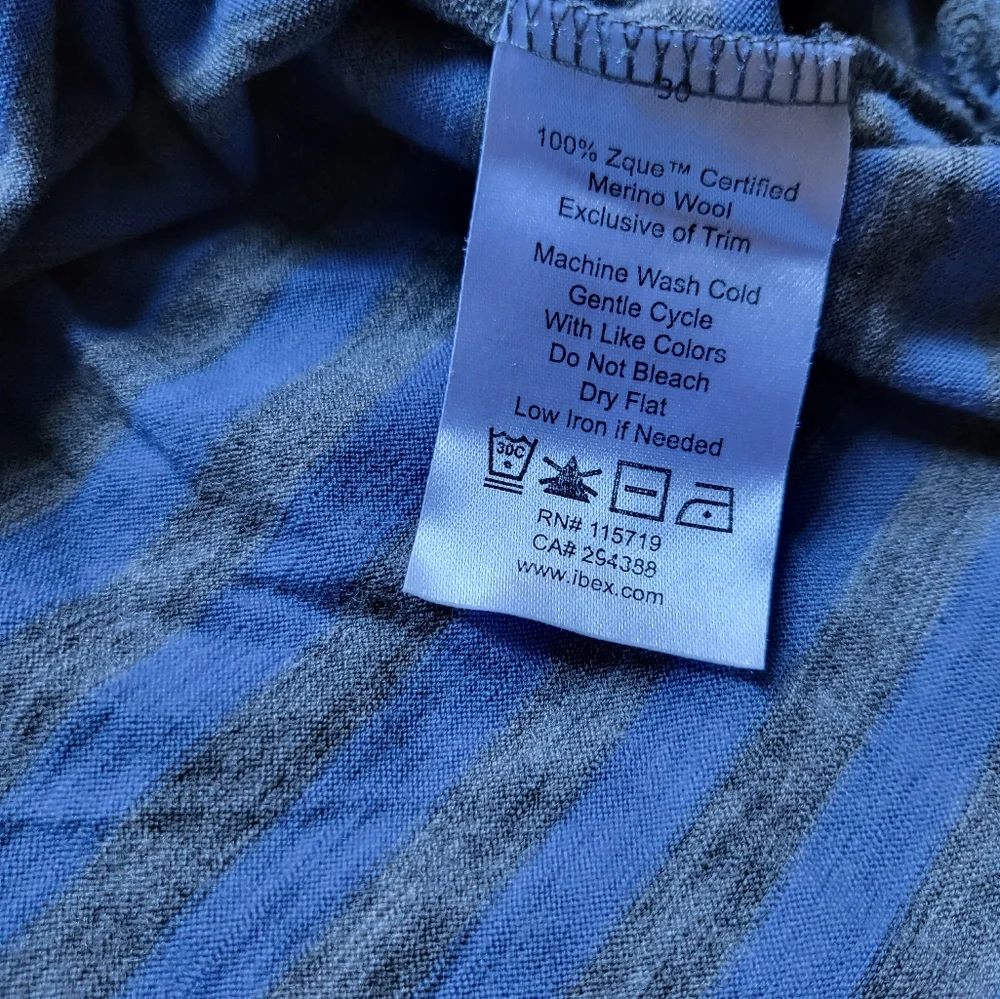 30
100% Zque™ Certified
Merino Wool
Exclusive of Trim
Machine Wash Cold
Gentle Cycle
With Like Colors
Do Not Bleach
Dry Flat
Low Iron if Needed
30C
RN# 115719
CA# 294388
www.ibex.com